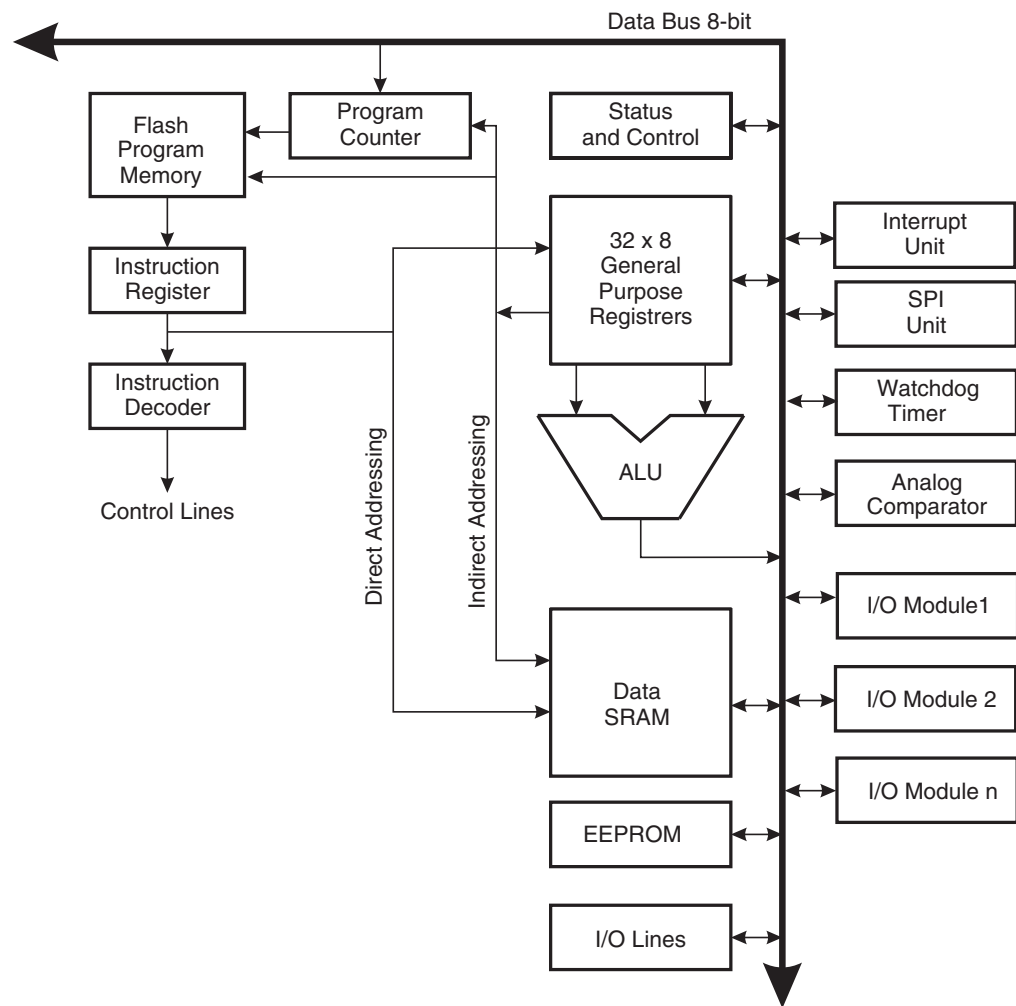 Data Bus 8-bit
Flash
Program
Memory
Program
Counter
Status
and Control
32 x 8
General
Purpose
Registrers
Interrupt
Unit
Instruction
Register
SPI
Unit
Instruction
Decoder
Watchdog
Timer
Control Lines
Direct Addressing
Indirect Addressing
ALU
Analog
Comparator
I/O Module1
Data
SRAM
I/O Module 2
I/O Module n
EEPROM
I/O Lines